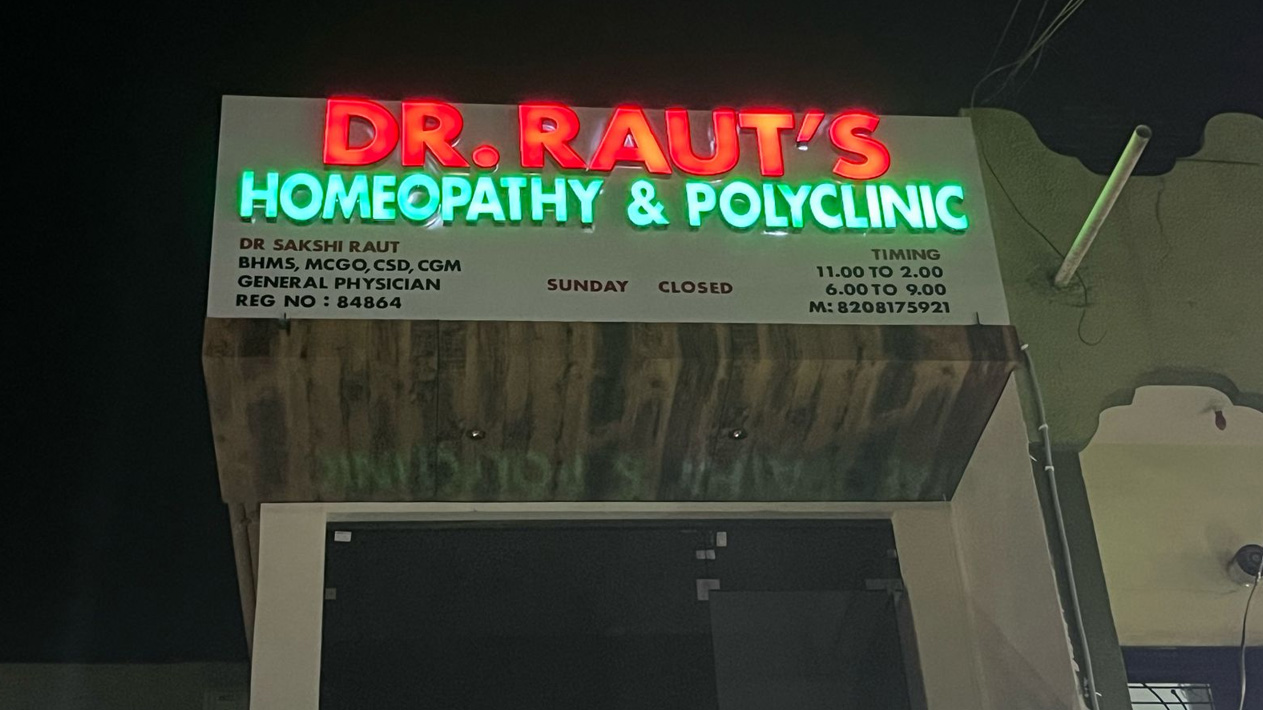 DR. RAUT'S
HOMEOPATHY & POLYCLINIC
DR SAKSHI RAUT
BHMS, MCGO, CSD, CGM
GENERAL PHYSICIAN
REG NO : 84864
SUNDAY CLOSED
TIMING
11.00 TO 2.00
6.00 TO 9.00
M: 8208175921